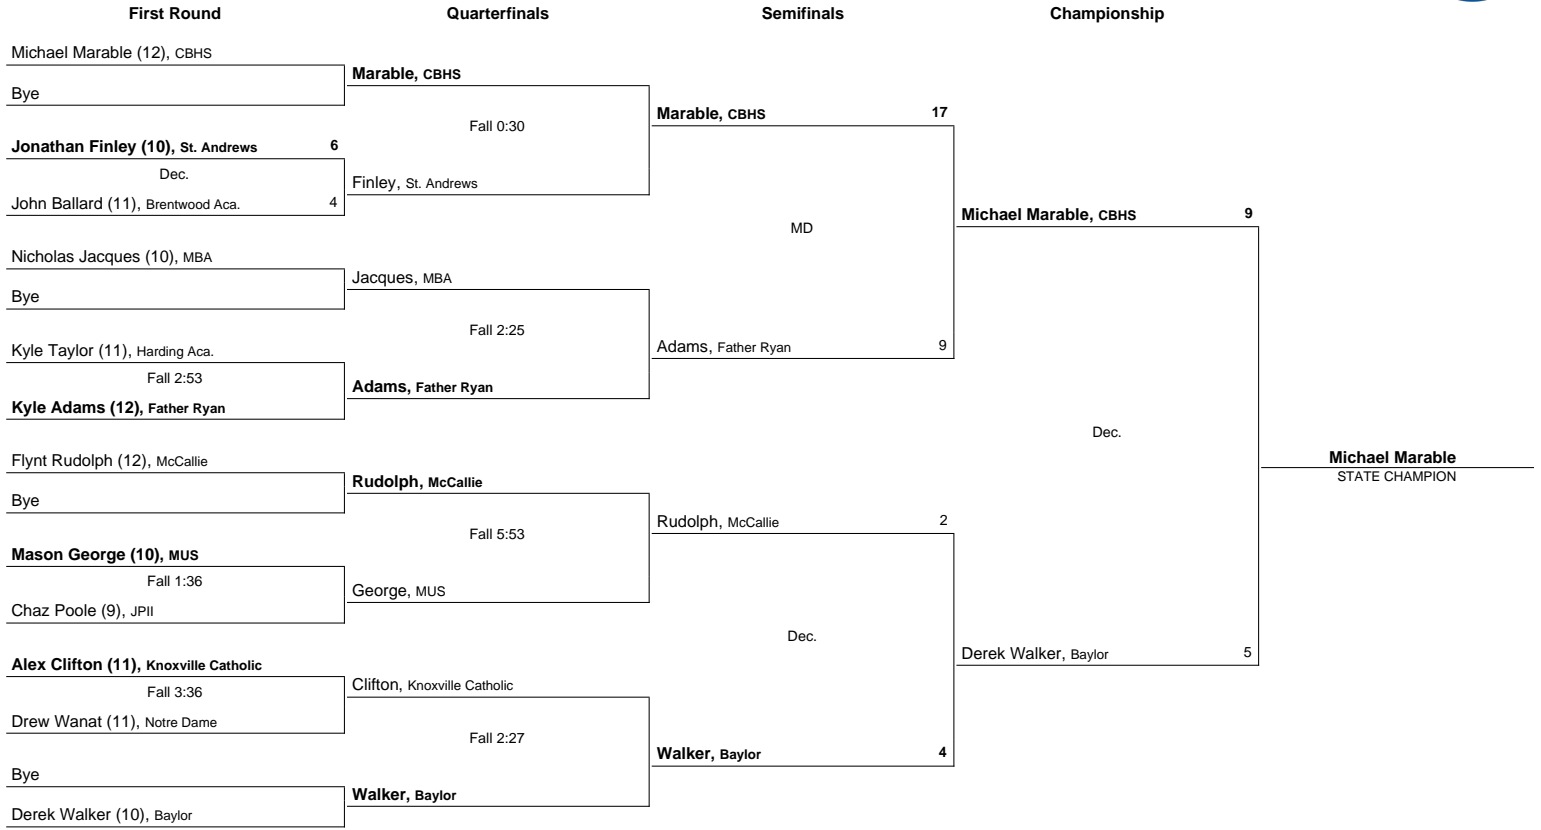 First Round
Quarterfinals
Semifinals
Championship
Michael Marable (12), CBHS
Bye
Jonathan Finley (10), St. Andrews 6
Dec.
John Ballard (11), Brentwood Aca. 4
Nicholas Jacques (10), MBA
Bye
Kyle Taylor (11), Harding Aca.
Fall 2:53
Kyle Adams (12), Father Ryan
Flynt Rudolph (12), McCallie
Bye
Mason George (10), MUS
Fall 1:36
Chaz Poole (9), JPII
Alex Clifton (11), Knoxville Catholic
Fall 3:36
Drew Wanat (11), Notre Dame
Bye
Derek Walker (10), Baylor
Marable, CBHS
Fall 0:30
Finley, St. Andrews
Jacques, MBA
Fall 2:25
Adams, Father Ryan
Rudolph, McCallie
Fall 5:53
George, MUS
Clifton, Knoxville Catholic
Fall 2:27
Walker, Baylor
Marable, CBHS 17
MD
Adams, Father Ryan 9
Rudolph, McCallie 2
Dec.
Walker, Baylor 4
Michael Marable, CBHS 9
Dec.
Derek Walker, Baylor 5
Michael Marable
STATE CHAMPION